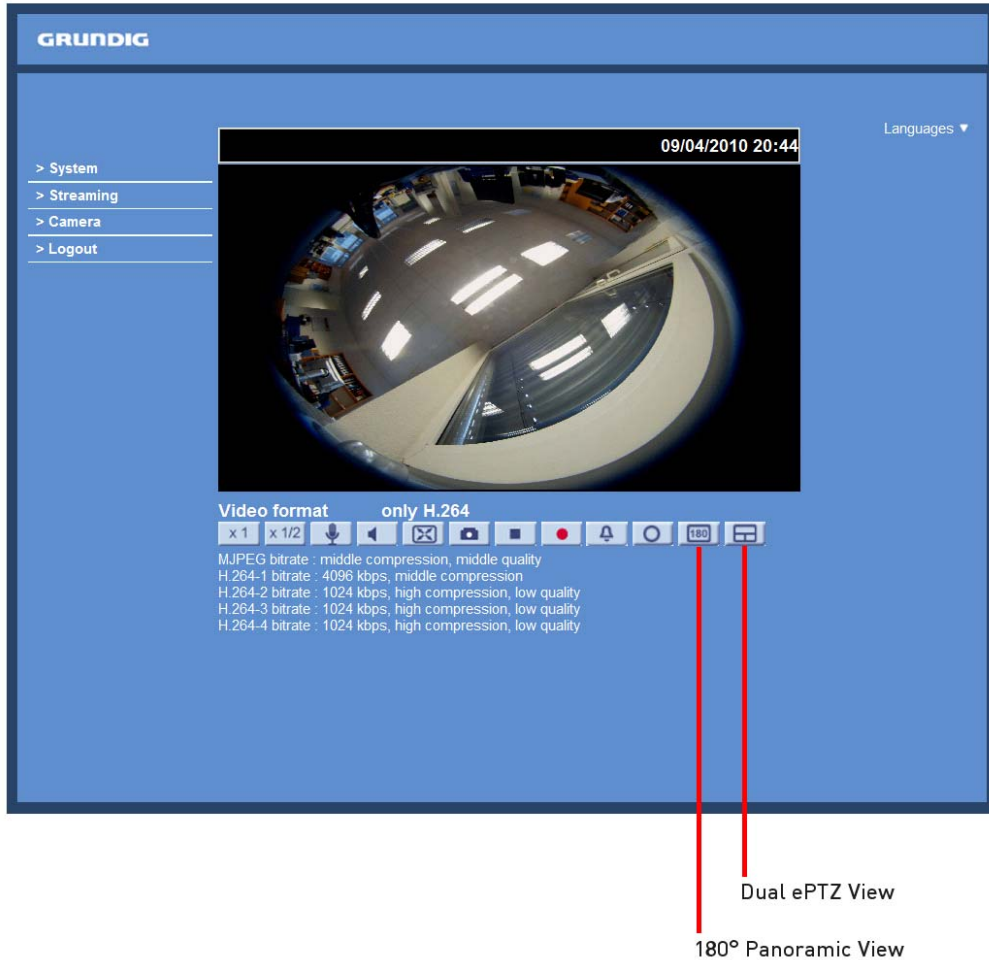 GRUNDIG
Languages ▼
09/04/2010 20:44
> System
> Streaming
> Camera
> Logout
Video format only H.264
x 1 x 1/2 180
MJPEG bitrate : middle compression, middle quality
H.264-1 bitrate : 4096 kbps, middle compression
H.264-2 bitrate : 1024 kbps, high compression, low quality
H.264-3 bitrate : 1024 kbps, high compression, low quality
H.264-4 bitrate : 1024 kbps, high compression, low quality
Dual ePTZ View
180° Panoramic View